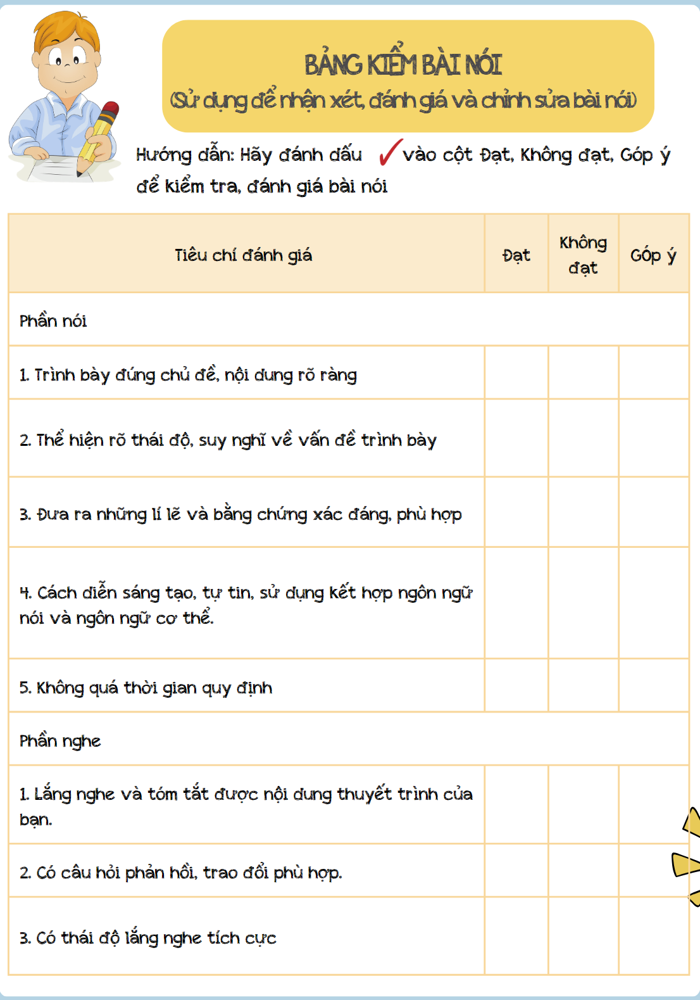 BẢNG KIỂM BÀI NÓI
(Sử dụng để nhận xét, đánh giá và chỉnh sửa bài nói)
Hướng dẫn: Hãy đánh dấu vào cột Đạt, Không đạt, Góp ý
để kiểm tra, đánh giá bài nói
Tiêu chí đánh giá
Đạt
Không
đạt
GÓp ý
Phần nói
1. Trình bày đúng chủ đề, nội dung rõ ràng
2. Thể hiện rõ thái độ, suy nghĩ về vấn đề trình bày
3. Đưa ra những lí lẽ và bằng chứng xác đáng, phù hợp
4. Cách diễn sáng tạo, tự tin, sử dụng kết hợp ngôn ngữ
nói và ngôn ngữ cơ thể.
5. Không quá thời gian quy định
Phần nghe
1. Lắng nghe và tóm tắt được nội dung thuyết trình của
bạn.
2. Có câu hỏi phản hồi, trao đổi phù hợp.
3. Có thái độ lắng nghe tích cực